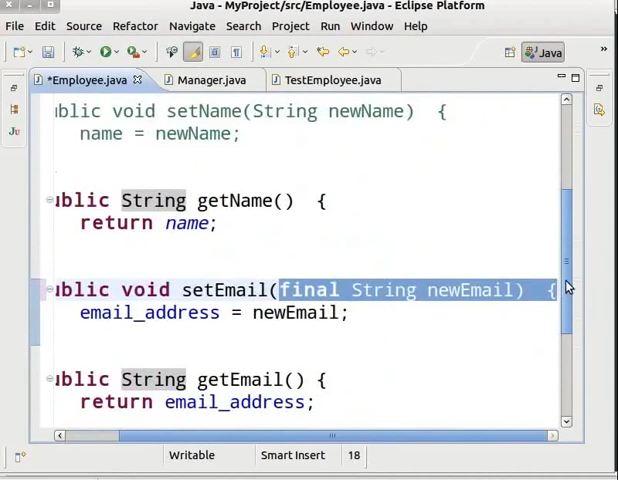 Java - MyProject/src/Employee.java - Eclipse Platform
File Edit Source Refactor Navigate Search Project Run Window Help
Java »
*Employee.java Manager.java TestEmployee.java
ublic void setName(String newName) {
name = newName;
ublic String getName() {
return name;
ublic void setEmail(final String newEmail) {
email_address = newEmail;
ublic String getEmail() {
return email_address;
Writable Smart Insert 18